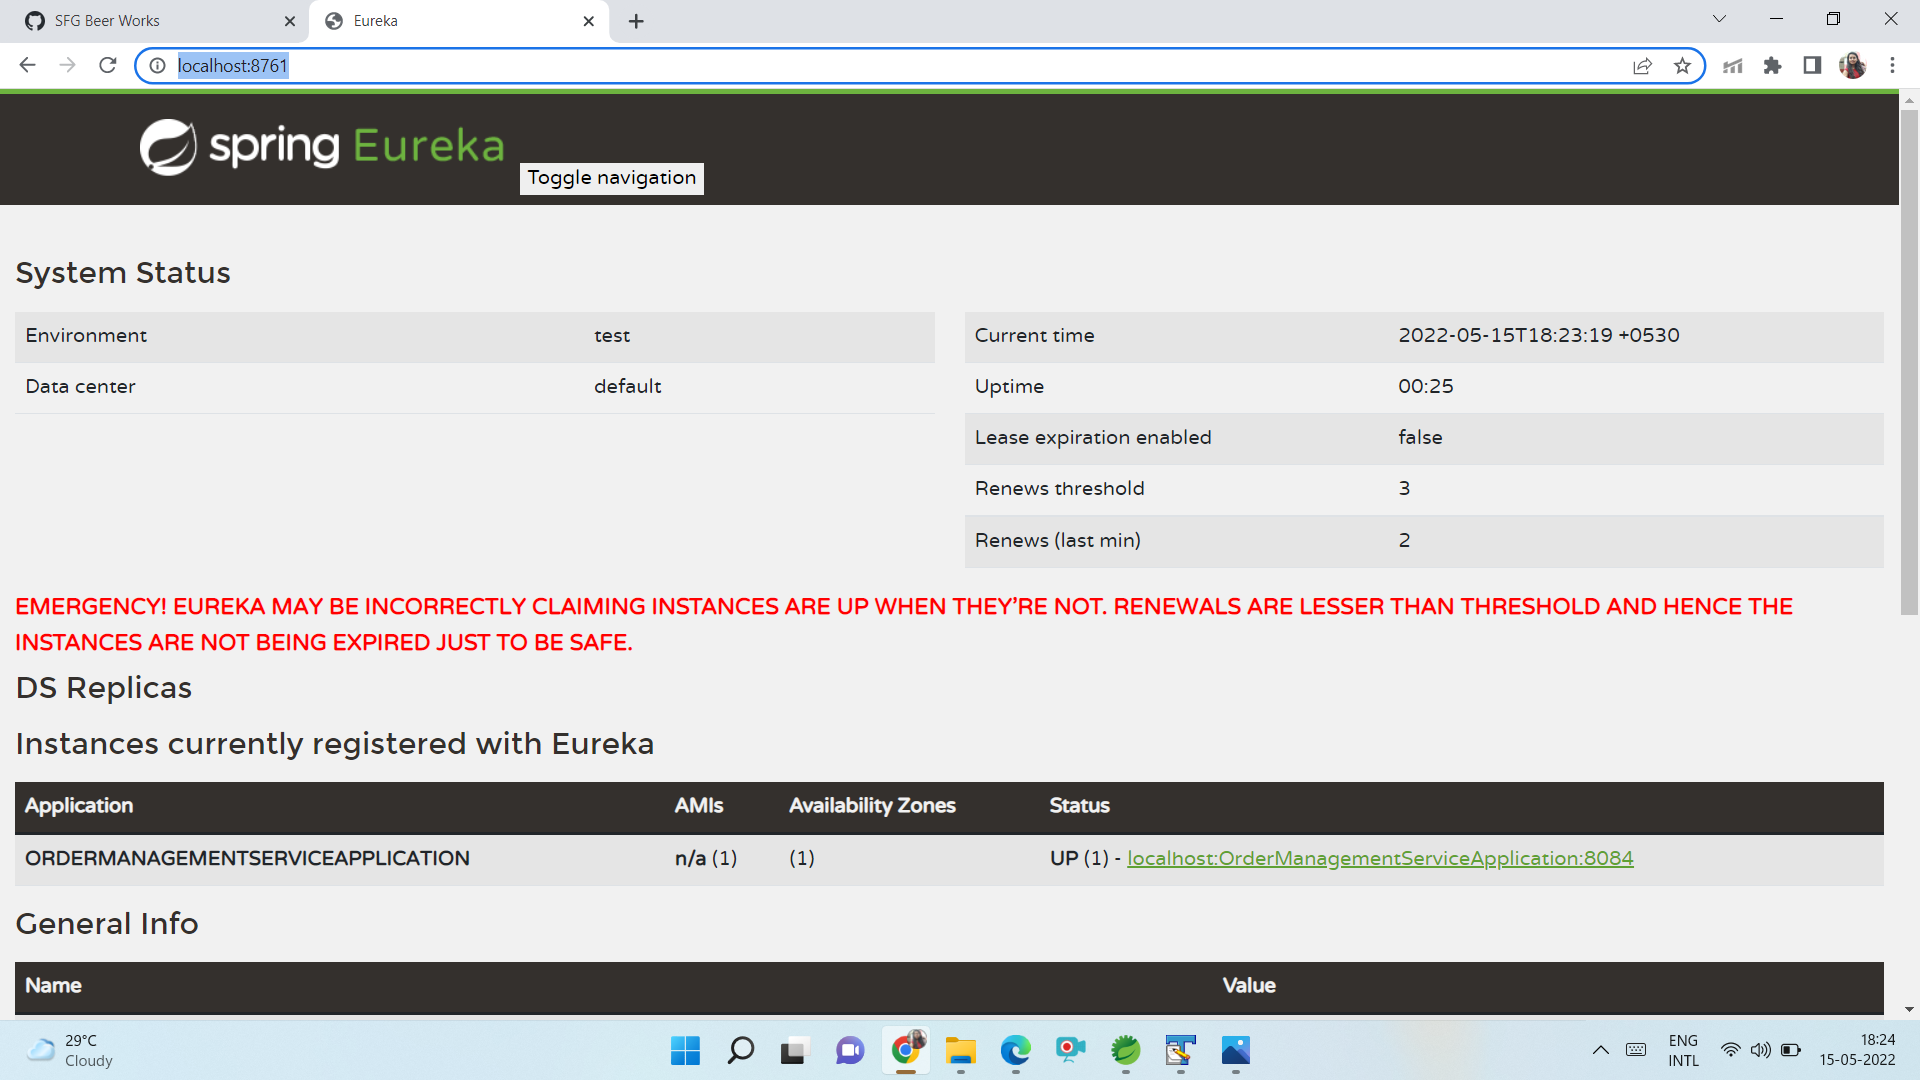 SFG Beer Works
Eureka
localhost:8761
spring Eureka
Toggle navigation
System Status
Environment test
Data center default
Current time 2022-05-15T18:23:19 +0530
Uptime 00:25
Lease expiration enabled false
Renews threshold 3
Renews (last min) 2
EMERGENCY! EUREKA MAY BE INCORRECTLY CLAIMING INSTANCES ARE UP WHEN THEY'RE NOT. RENEWALS ARE LESSER THAN THRESHOLD AND HENCE THE
INSTANCES ARE NOT BEING EXPIRED JUST TO BE SAFE.
DS Replicas
Instances currently registered with Eureka
Application AMIs Availability Zones Status
ORDERMANAGEMENTSERVICEAPPLICATION n/a (1) (1) UP (1) - localhost:OrderManagementServiceApplication:8084
General Info
Name Value
29°C
Cloudy
ENG
INTL
18:24
15-05-2022